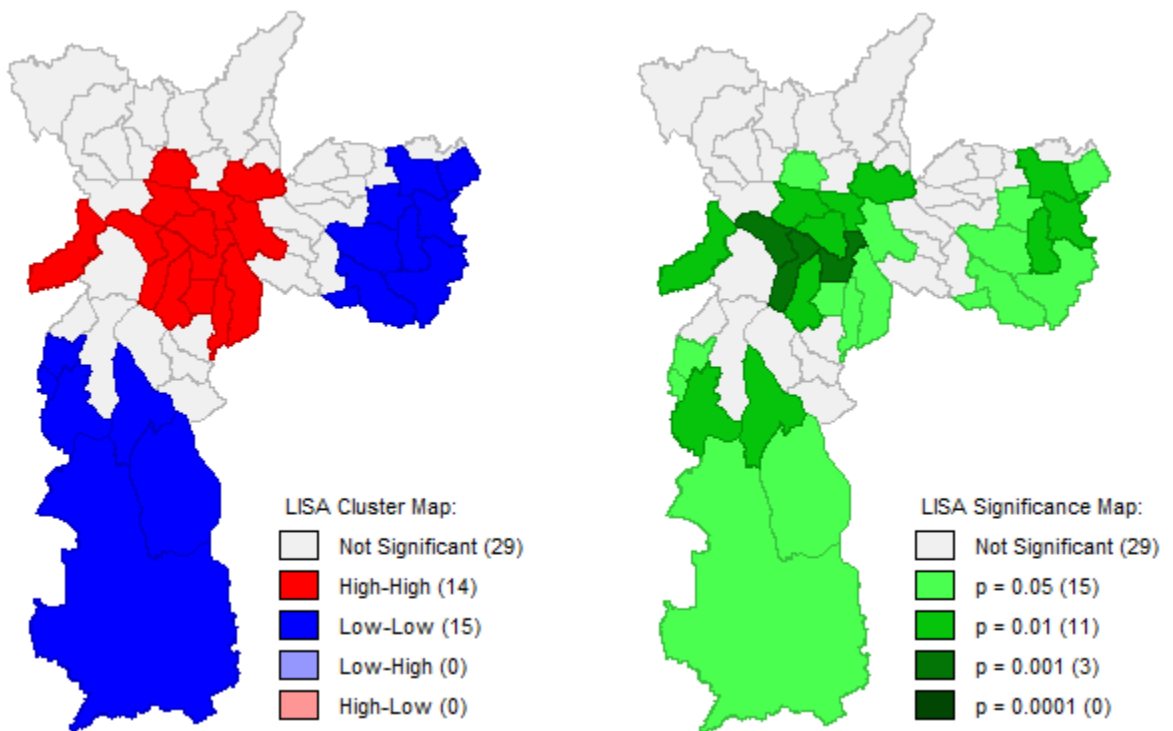 LISA Cluster Map:
Not Significant (29)
High-High (14)
Low-Low (15)
Low-High (0)
High-Low (0)
LISA Significance Map:
Not Significant (29)
p = 0.05 (15)
p = 0.01 (11)
p = 0.001 (3)
p = 0.0001 (0)